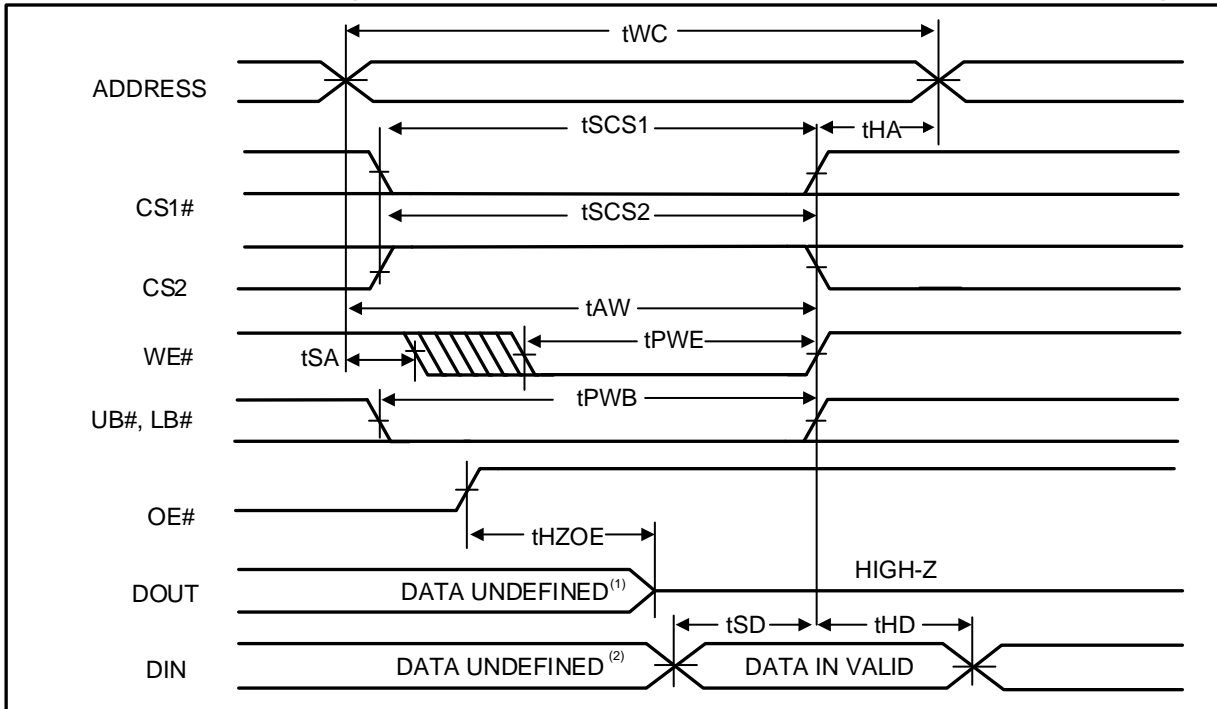 tWC
ADDRESS
tSCS1
tHA
CS1#
tSCS2
CS2
tAW
WE#
tSA
tPWE
UB#, LB#
tPWB
OE#
tHZOE
DOUT
DATA UNDEFINED(1)
HIGH-Z
tSD
tHD
DIN
DATA UNDEFINED (2)
DATA IN VALID